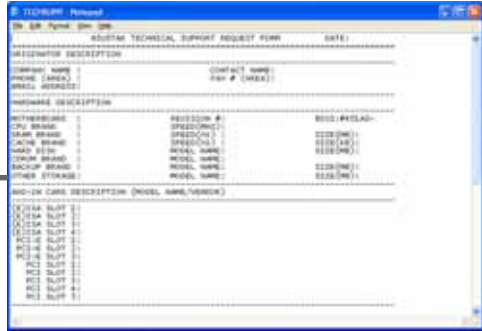 TECHSUPP - Notepad
File Edit Format View Help
ASUSTEK TECHNICAL SUPPORT REQUEST FORM DATE:
ORIGINATOR DESCRIPTION
COMPANY NAME : CONTACT NAME:
PHONE (AREA) : FAX # (AREA):
EMAIL ADDRESS:
HARDWARE DESCRIPTION
MOTHERBOARD : REVISION #: BIOS:
CPU BRAND : SPEED(MHZ):
DRAM BRAND : SPEED(NS) : SIZE(MB):
CACHE BRAND : SPEED(NS) : SIZE(KB):
HARD DISK : MODEL NAME: SIZE(MB):
CDROM BRAND : MODEL NAME:
BACKUP BRAND : MODEL NAME: SIZE(MB):
OTHER STORAGE: MODEL NAME: SIZE(MB):
ADD-IN CARD DESCRIPTION (MODEL NAME/VENDOR)
(E)ISA SLOT 1:
(E)ISA SLOT 2:
(E)ISA SLOT 3:
(E)ISA SLOT 4:
PCI-E SLOT 1:
PCI-E SLOT 2:
PCI-E SLOT 3:
PCI SLOT 1:
PCI SLOT 2:
PCI SLOT 3:
PCI SLOT 4:
PCI SLOT 5: